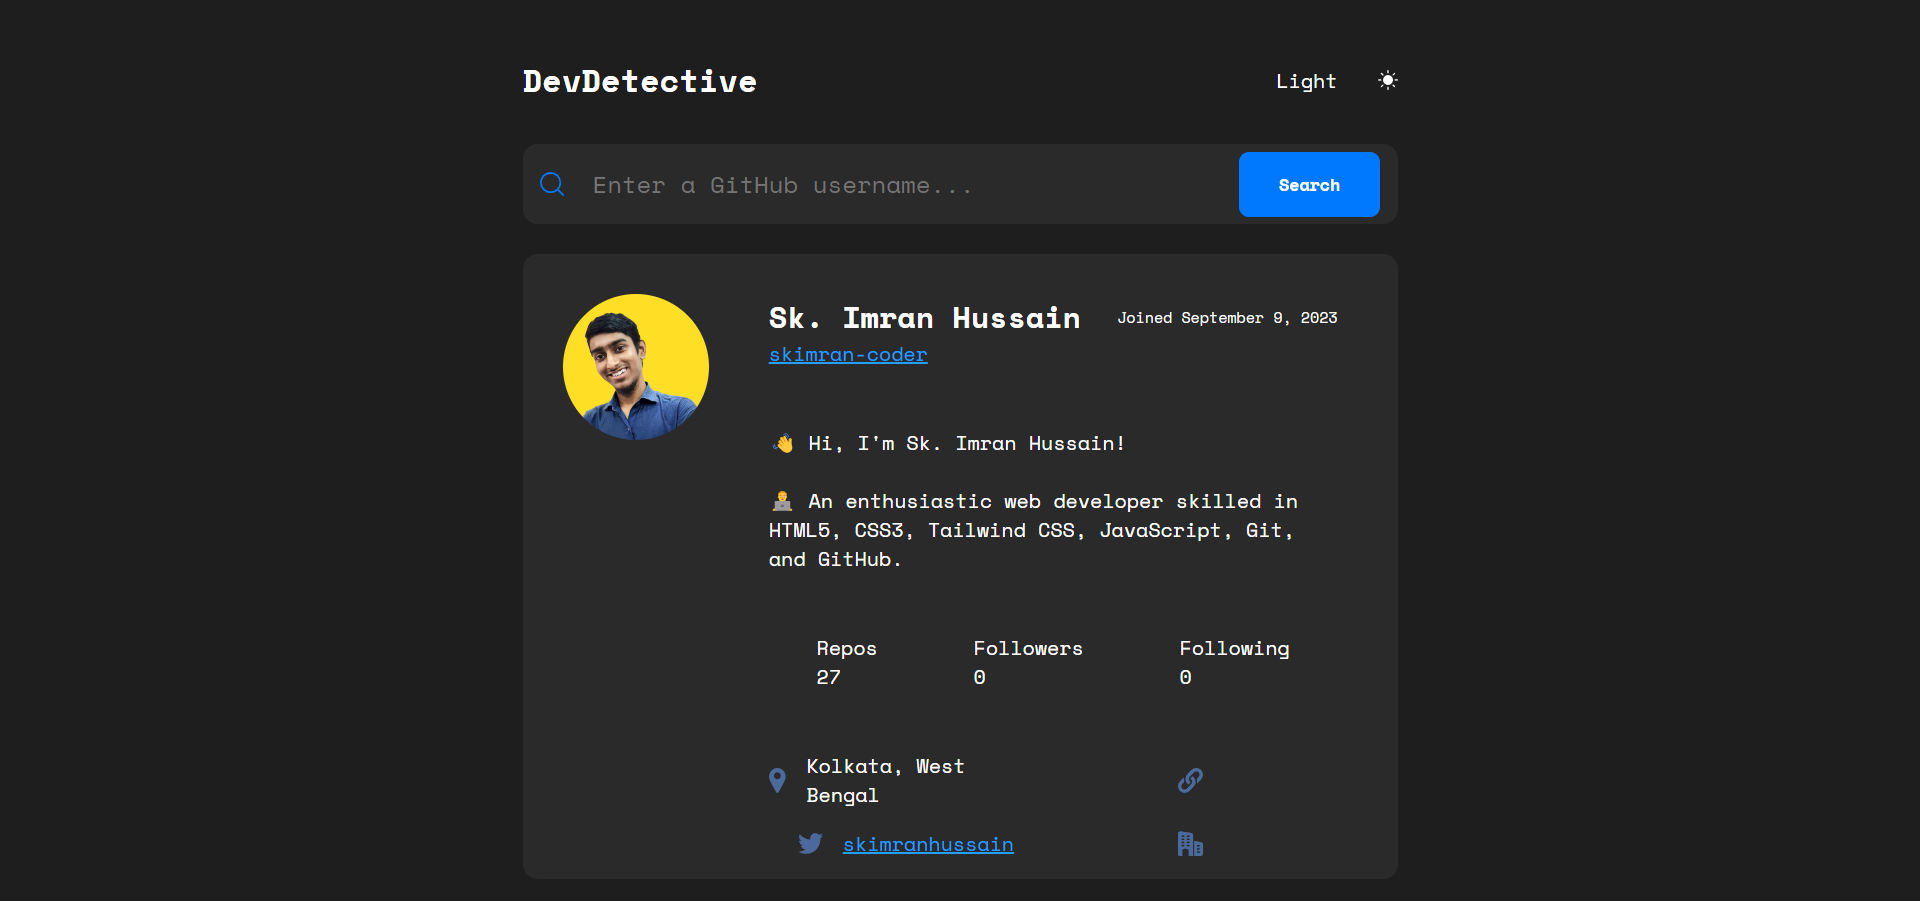 DevDetective
Light
Enter a GitHub username...
Search
Sk. Imran Hussain
Joined September 9, 2023
skimran-coder
👋 Hi, I'm Sk. Imran Hussain!
👨‍💻 An enthusiastic web developer skilled in
HTML5, CSS3, Tailwind CSS, JavaScript, Git,
and GitHub.
Repos
27
Followers
0
Following
0
Kolkata, West
Bengal
skimranhussain